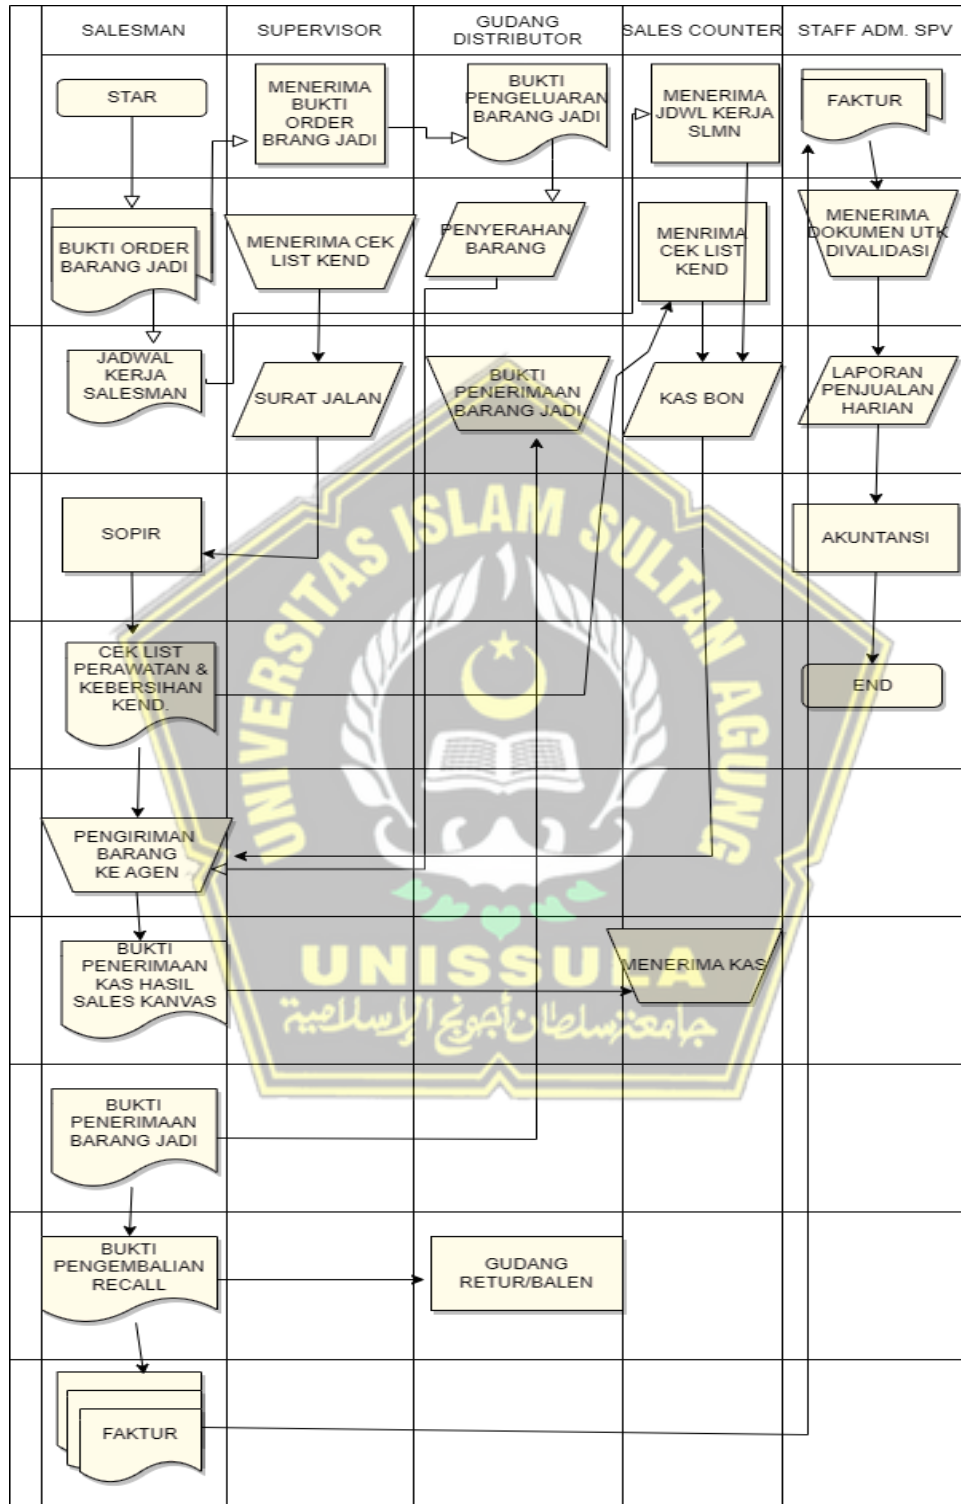 SALESMAN
SUPERVISOR
GUDANG
DISTRIBUTOR
SALES COUNTER
STAFF ADM. SPV
STAR
MENERIMA
BUKTI
ORDER
BRANG JADI
BUKTI
PENGELUARAN
BARANG JADI
MENERIMA
JDWL KERJA
SLMN
FAKTUR
BUKTI ORDER
BARANG JADI
MENERIMA CEK
LIST KEND
PENYERAHAN
BARANG
MENRIMA
CEK LIST
KEND
MENERIMA
DOKUMEN UTK
DIVALIDASI
JADWAL
KERJA
SALESMAN
SURAT JALAN
BUKTI
PENERIMAAN
BARANG JADI
KAS BON
LAPORAN
PENJUALAN
HARIAN
SOPIR
AKUNTANSI
CEK LIST
PERAWATAN &
KEBERSIHAN
KEND.
END
PENGIRIMAN
BARANG
KE AGEN
BUKTI
PENERIMAAN
KAS HASIL
SALES KANVAS
MENERIMA KAS
BUKTI
PENERIMAAN
BARANG JADI
BUKTI
PENGEMBALIAN
RECALL
GUDANG
RETUR/BALEN
FAKTUR
UNIVERSITAS ISLAM SULTAN AGUNG
UNISSULA
جامعتسلطان أجونج الإسلامية